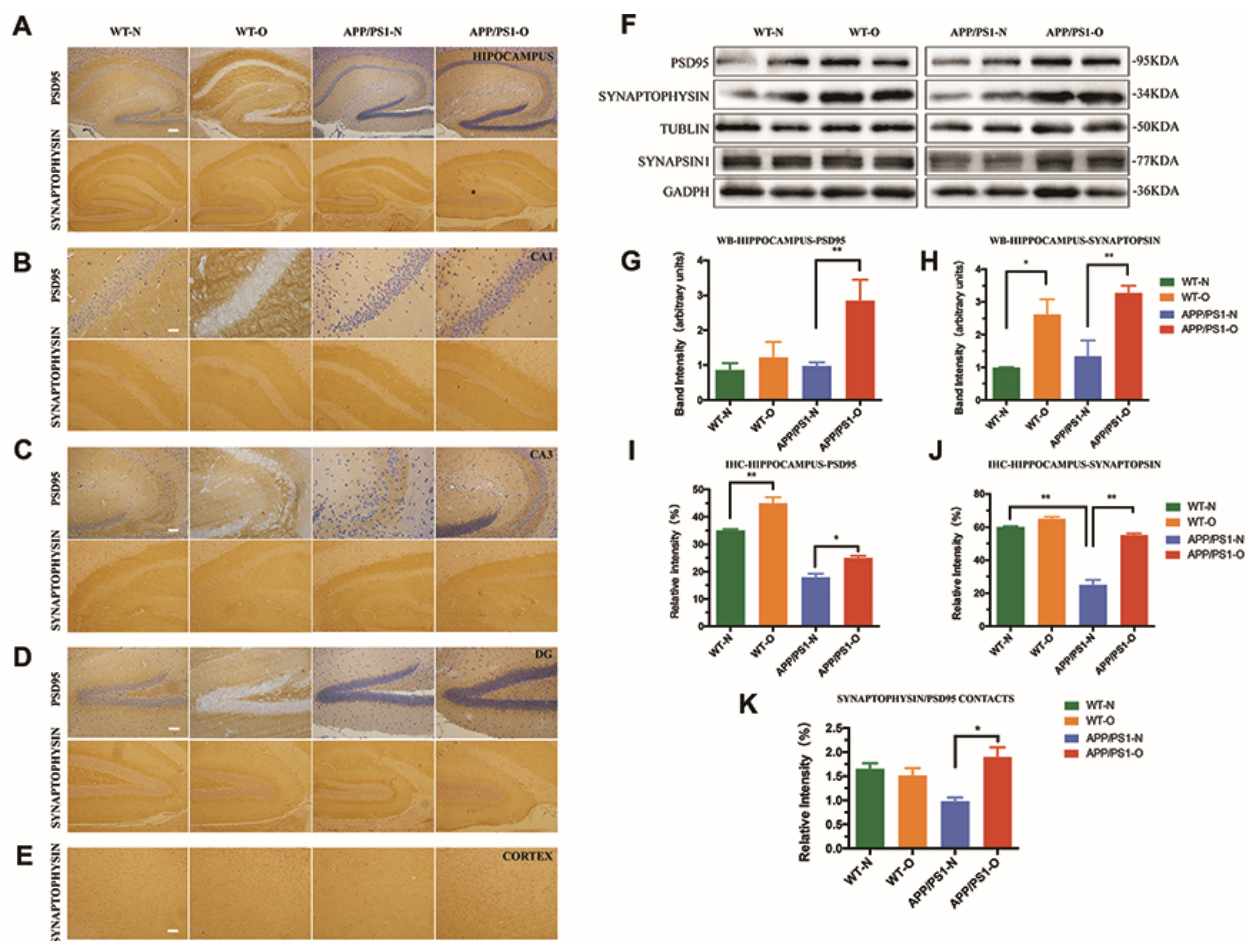 A
WT-N WT-O APP/PS1-N APP/PS1-O
HIPOCAMPUS
PSD95
SYNAPTOPHYSIN
B
CA1
PSD95
SYNAPTOPHYSIN
C
CA3
PSD95
SYNAPTOPHYSIN
D
DG
PSD95
SYNAPTOPHYSIN
E
CORTEX
SYNAPTOPHYSIN
F
WT-N WT-O APP/PS1-N APP/PS1-O
PSD95 -95KDA
SYNAPTOPHYSIN -34KDA
TUBLIN -50KDA
SYNAPSIN1 -77KDA
GADPH -36KDA
G
WB-HIPPOCAMPUS-PSD95
Band Intensity (arbitrary units)
4
3
2
1
0
**
WT-N WT-O APP/PS1-N APP/PS1-O
H
WB-HIPPOCAMPUS-SYNAPTOPSIN
Band Intensity (arbitrary units)
5
4
3
2
1
0
* **
WT-N WT-O APP/PS1-N APP/PS1-O
WT-N
WT-O
APP/PS1-N
APP/PS1-O
I
IHC-HIPPOCAMPUS-PSD95
Relative Intensity (%)
50
40
30
20
10
0
** *
WT-N WT-O APP/PS1-N APP/PS1-O
J
IHC-HIPPOCAMPUS-SYNAPTOPSIN
Relative Intensity (%)
80
60
40
20
0
** **
WT-N WT-O APP/PS1-N APP/PS1-O
WT-N
WT-O
APP/PS1-N
APP/PS1-O
K
SYNAPTOPHYSIN/PSD95 CONTACTS
Relative Intensity (%)
2.5
2.0
1.5
1.0
0.5
0.0
*
WT-N WT-O APP/PS1-N APP/PS1-O
WT-N
WT-O
APP/PS1-N
APP/PS1-O